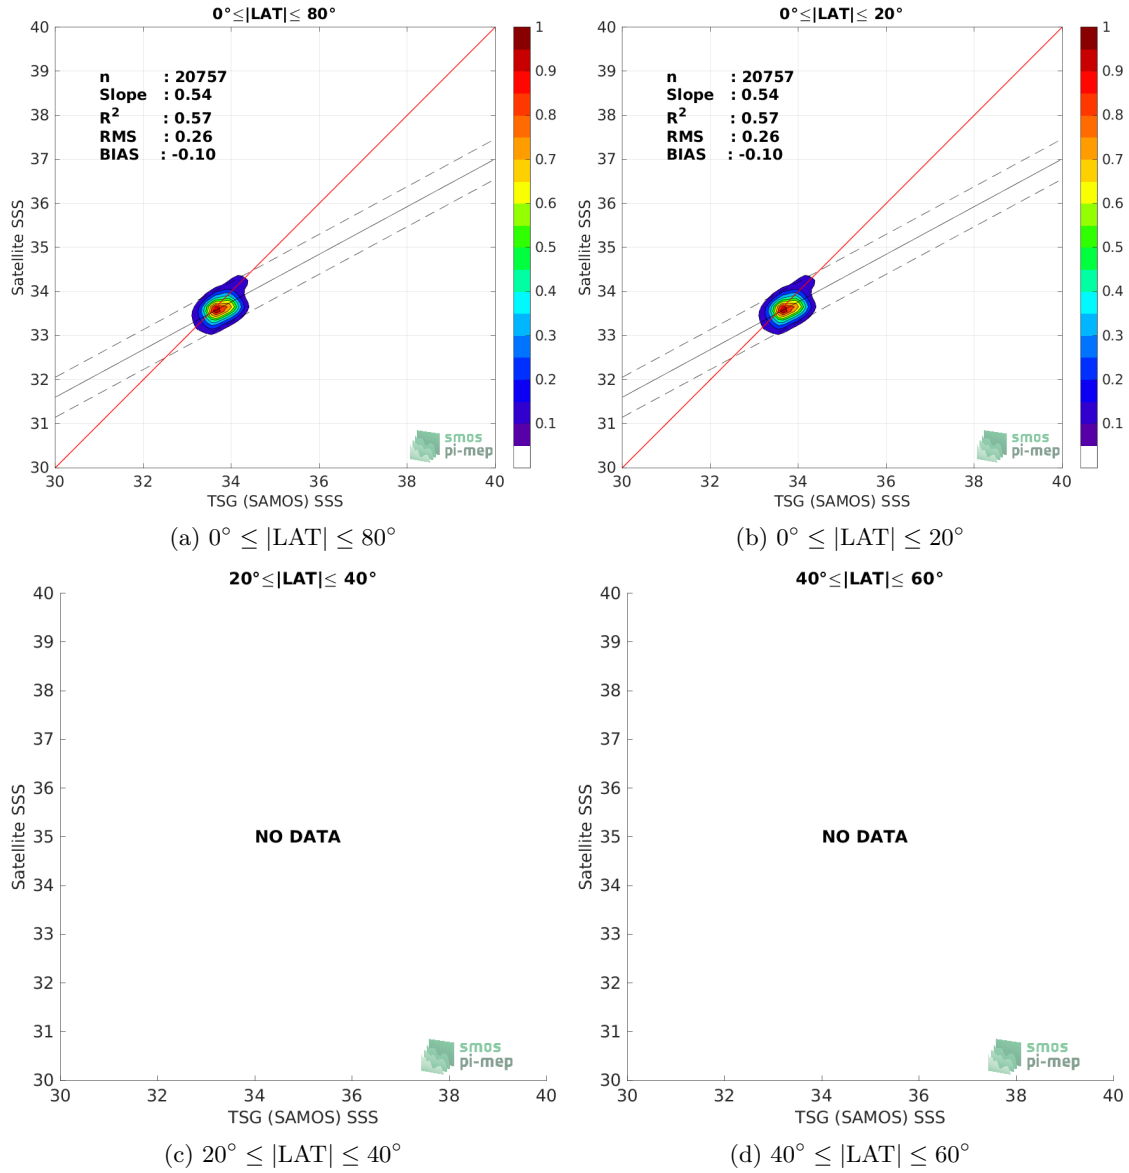 0°≤|LAT|≤ 80°
40
39
38
37
36
35
34
33
32
31
30
Satellite SSS
n : 20757
Slope : 0.54
R² : 0.57
RMS : 0.26
BIAS : -0.10
smos
pi-mep
30 32 34 36 38 40
TSG (SAMOS) SSS
1
0.9
0.8
0.7
0.6
0.5
0.4
0.3
0.2
0.1
(a) 0° ≤ |LAT| ≤ 80°
0°≤|LAT|≤ 20°
40
39
38
37
36
35
34
33
32
31
30
Satellite SSS
n : 20757
Slope : 0.54
R² : 0.57
RMS : 0.26
BIAS : -0.10
smos
pi-mep
30 32 34 36 38 40
TSG (SAMOS) SSS
1
0.9
0.8
0.7
0.6
0.5
0.4
0.3
0.2
0.1
(b) 0° ≤ |LAT| ≤ 20°
20°≤|LAT|≤ 40°
40
39
38
37
36
35
34
33
32
31
30
Satellite SSS
NO DATA
smos
pi-mep
30 32 34 36 38 40
TSG (SAMOS) SSS
(c) 20° ≤ |LAT| ≤ 40°
40°≤|LAT|≤ 60°
40
39
38
37
36
35
34
33
32
31
30
Satellite SSS
NO DATA
smos
pi-mep
30 32 34 36 38 40
TSG (SAMOS) SSS
(d) 40° ≤ |LAT| ≤ 60°